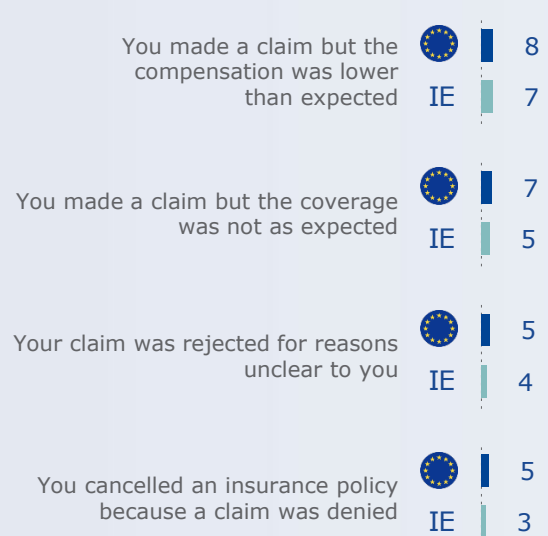 You made a claim but the
compensation was lower
than expected
8
IE 7
You made a claim but the coverage
was not as expected
7
IE 5
Your claim was rejected for reasons
unclear to you
5
IE 4
You cancelled an insurance policy
because a claim was denied
5
IE 3